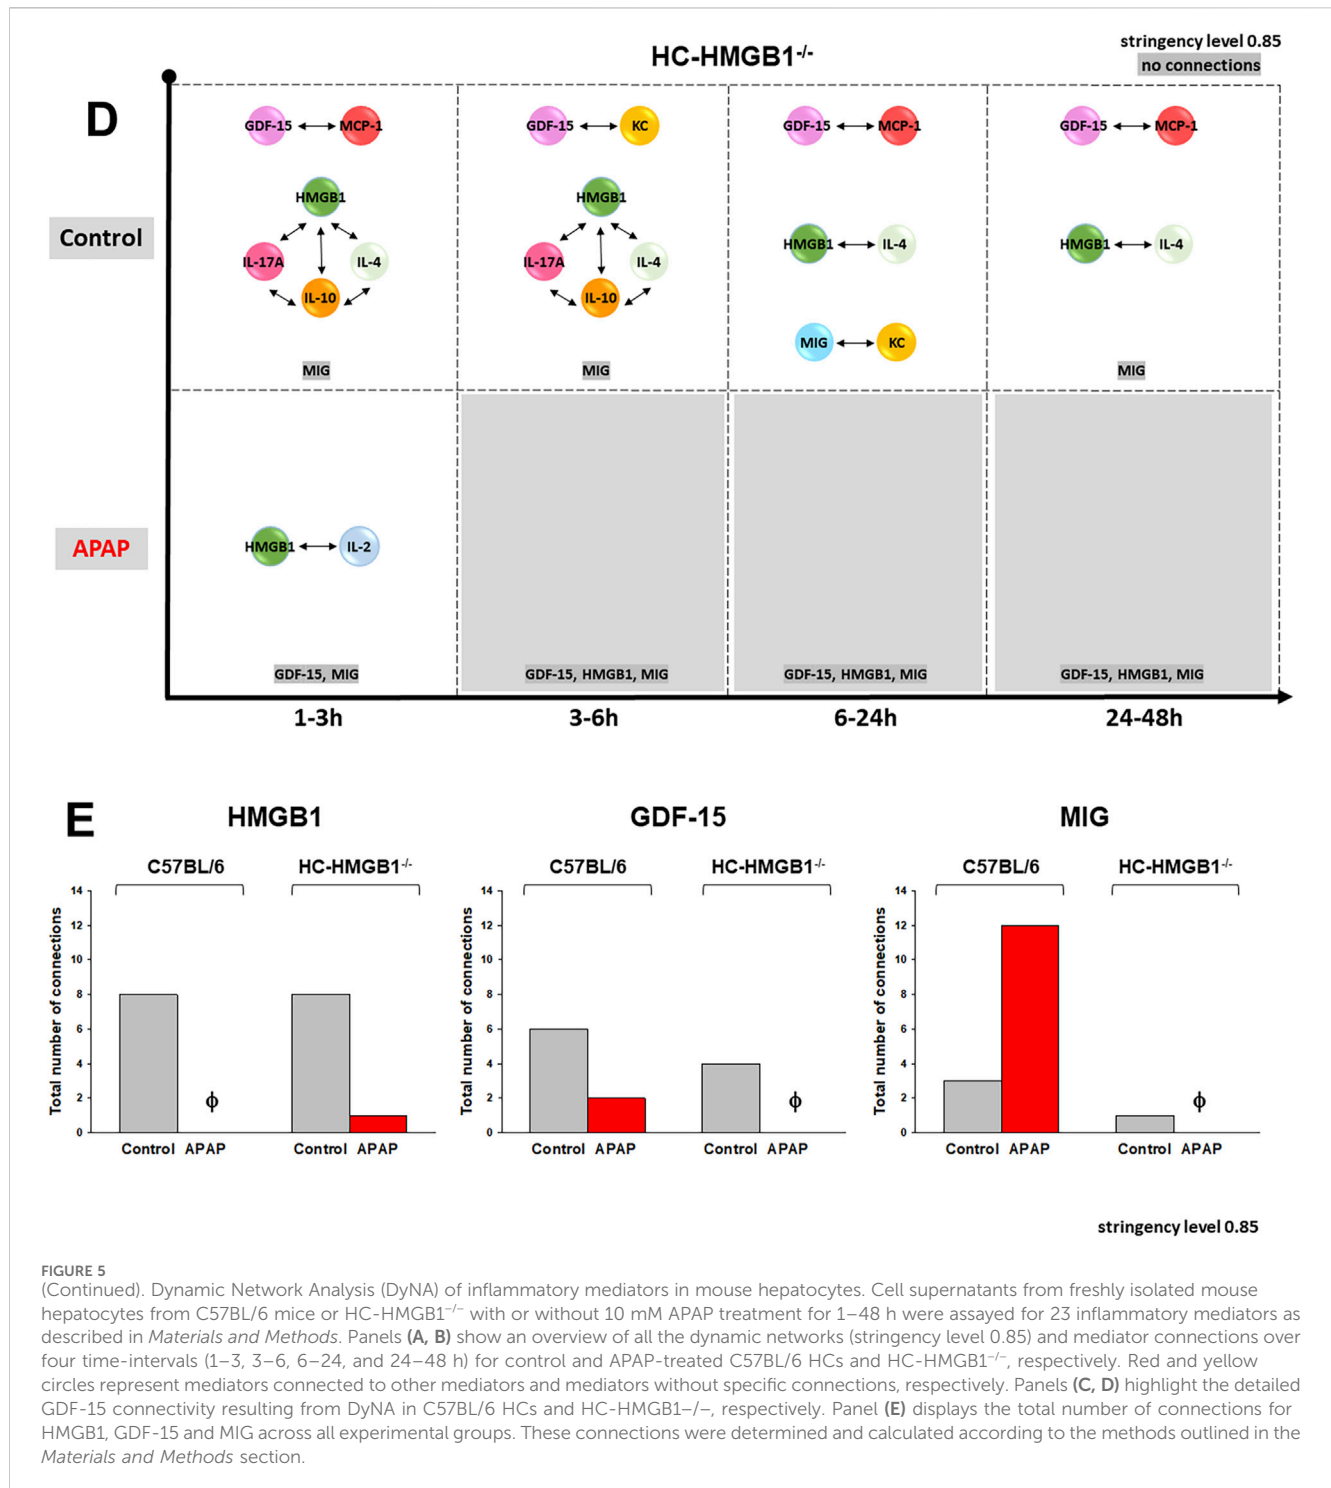 HC-HMGB1-/-
stringency level 0.85
no connections
D
GDF-15 MCP-1
GDF-15 KC
GDF-15 MCP-1
GDF-15 MCP-1
Control
HMGB1
IL-17A IL-4
IL-10
MIG
HMGB1
IL-17A IL-4
IL-10
MIG
HMGB1 IL-4
MIG KC
HMGB1 IL-4
MIG
APAP
HMGB1 IL-2
GDF-15, MIG
GDF-15, HMGB1, MIG
GDF-15, HMGB1, MIG
GDF-15, HMGB1, MIG
1-3h 3-6h 6-24h 24-48h
E
HMGB1
C57BL/6 HC-HMGB1-/-
Total number of connections
14
12
10
8
6
4
2
0
ϕ
Control APAP Control APAP
GDF-15
C57BL/6 HC-HMGB1-/-
Total number of connections
14
12
10
8
6
4
2
0
ϕ
Control APAP Control APAP
MIG
C57BL/6 HC-HMGB1-/-
Total number of connections
14
12
10
8
6
4
2
0
ϕ
Control APAP Control APAP
stringency level 0.85
FIGURE 5
(Continued). Dynamic Network Analysis (DyNA) of inflammatory mediators in mouse hepatocytes. Cell supernatants from freshly isolated mouse
hepatocytes from C57BL/6 mice or HC-HMGB1−/− with or without 10 mM APAP treatment for 1–48 h were assayed for 23 inflammatory mediators as
described in Materials and Methods. Panels (A, B) show an overview of all the dynamic networks (stringency level 0.85) and mediator connections over
four time-intervals (1–3, 3–6, 6–24, and 24–48 h) for control and APAP-treated C57BL/6 HCs and HC-HMGB1−/−, respectively. Red and yellow
circles represent mediators connected to other mediators and mediators without specific connections, respectively. Panels (C, D) highlight the detailed
GDF-15 connectivity resulting from DyNA in C57BL/6 HCs and HC-HMGB1–/–, respectively. Panel (E) displays the total number of connections for
HMGB1, GDF-15 and MIG across all experimental groups. These connections were determined and calculated according to the methods outlined in the
Materials and Methods section.